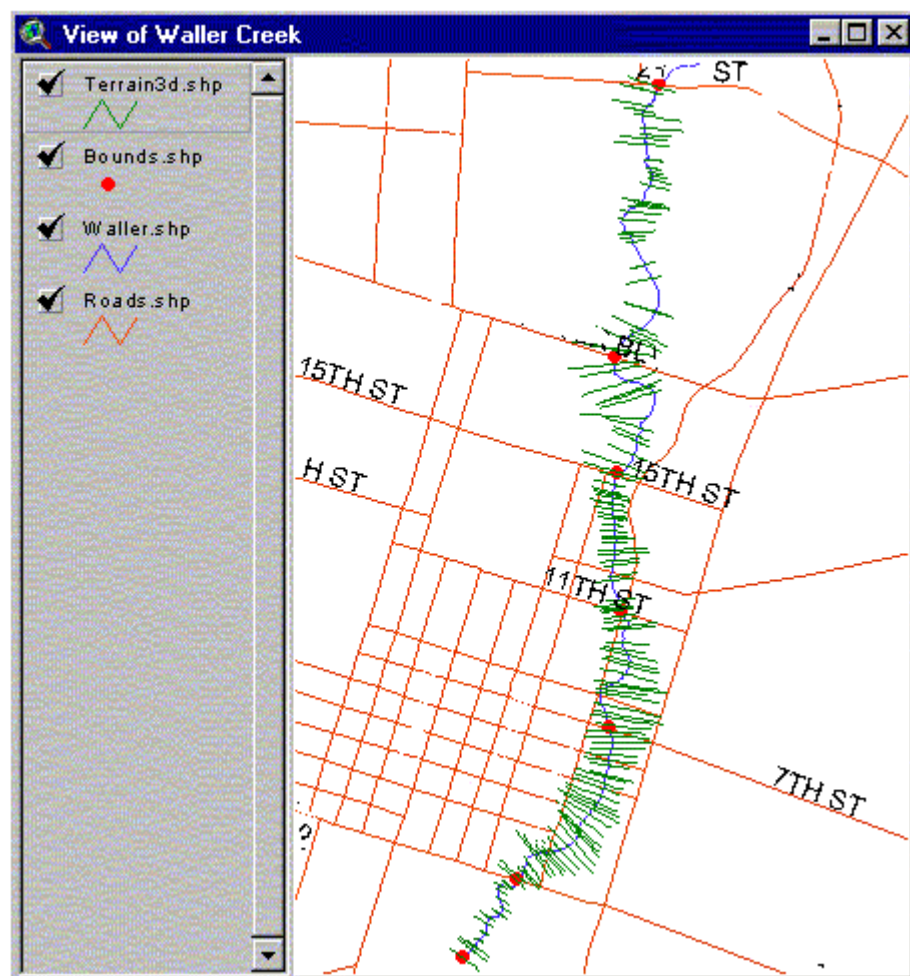 View of Waller Creek
Terrain3d.shp
Bounds.shp
Waller.shp
Roads.shp
ST
15TH ST
15TH ST
H ST
11TH ST
7TH ST